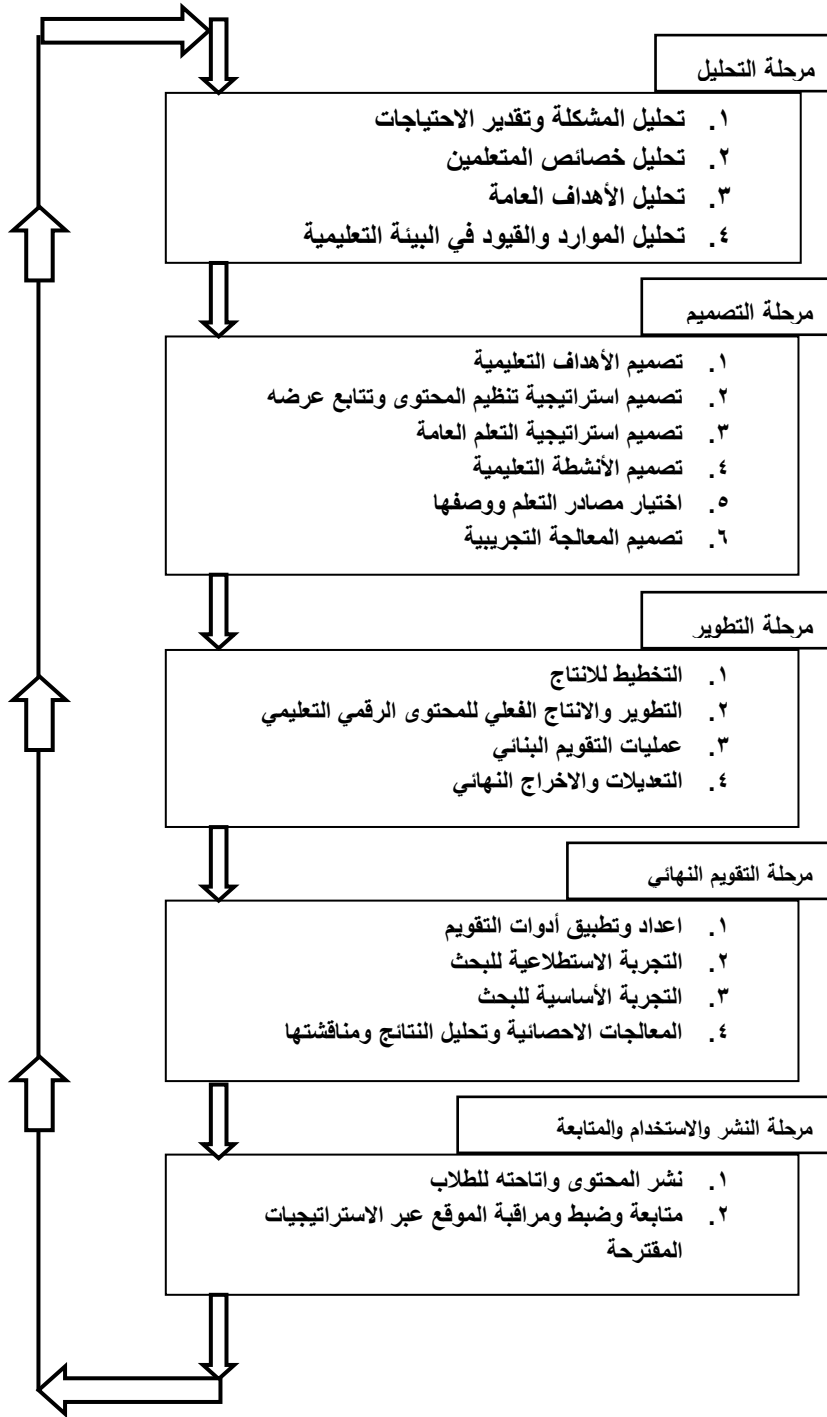 مرحلة التحليل
١. تحليل المشكلة وتقدير الاحتياجات
٢. تحليل خصائص المتعلمين
٣. تحليل الأهداف العامة
٤. تحليل الموارد والقيود في البيئة التعليمية
مرحلة التصميم
١. تصميم الأهداف التعليمية
٢. تصميم استراتيجية تنظيم المحتوى وتتابع عرضه
٣. تصميم استراتيجية التعلم العامة
٤. تصميم الأنشطة التعليمية
٥. اختيار مصادر التعلم ووصفها
٦. تصميم المعالجة التجريبية
مرحلة التطوير
١. التخطيط للانتاج
٢. التطوير والانتاج الفعلي للمحتوى الرقمي التعليمي
٣. عمليات التقويم البنائي
٤. التعديلات والاخراج النهائي
مرحلة التقويم النهائي
١. اعداد وتطبيق أدوات التقويم
٢. التجربة الاستطلاعية للبحث
٣. التجربة الأساسية للبحث
٤. المعالجات الاحصائية وتحليل النتائج ومناقشتها
مرحلة النشر والاستخدام والمتابعة
١. نشر المحتوى واتاحته للطلاب
٢. متابعة وضبط ومراقبة الموقع عبر الاستراتيجيات
المقترحة